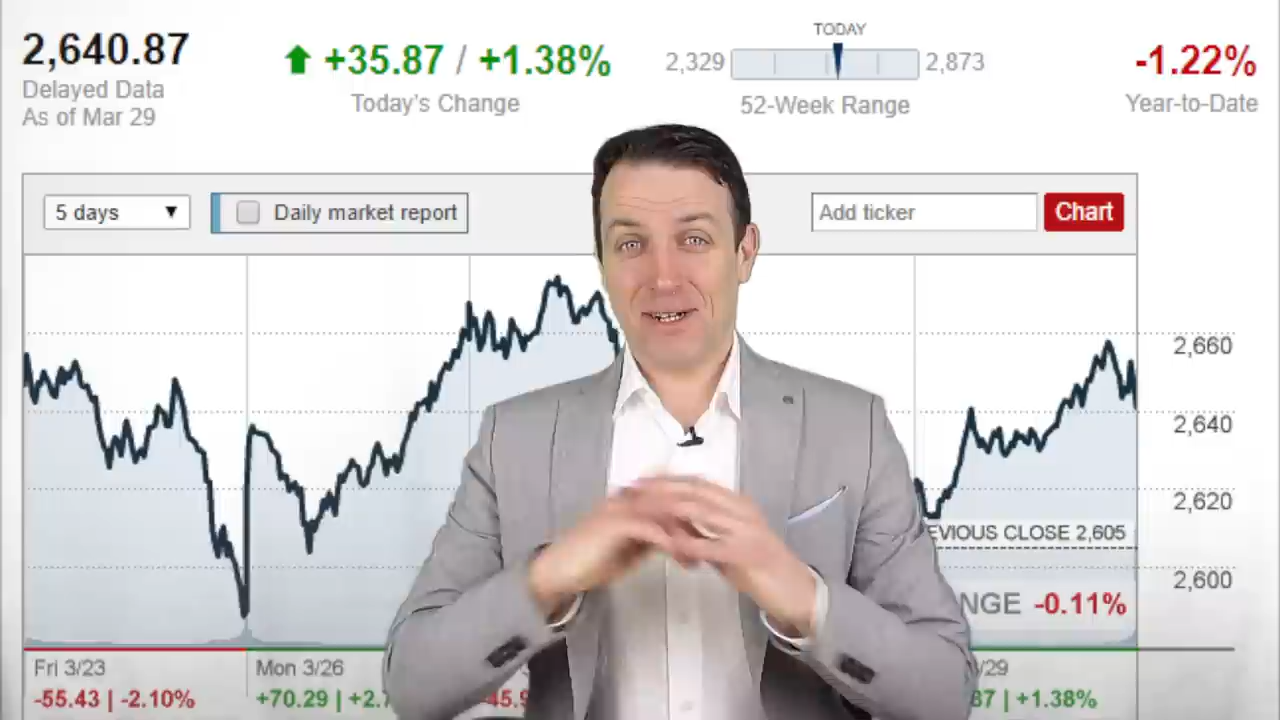 TODAY
2,640.87 +35.87 / +1.38% 2,329 2,873 -1.22%
Delayed Data Today's Change 52-Week Range Year-to-Date
As of Mar 29
5 days ▼ Daily market report Add ticker Chart
2,660
2,640
2,620
EVIOUS CLOSE 2,605
2,600
NGE -0.11%
Fri 3/23 Mon 3/26 /29
-55.43 | -2.10% +70.29 | +2.7 -45.9 87 | +1.38%